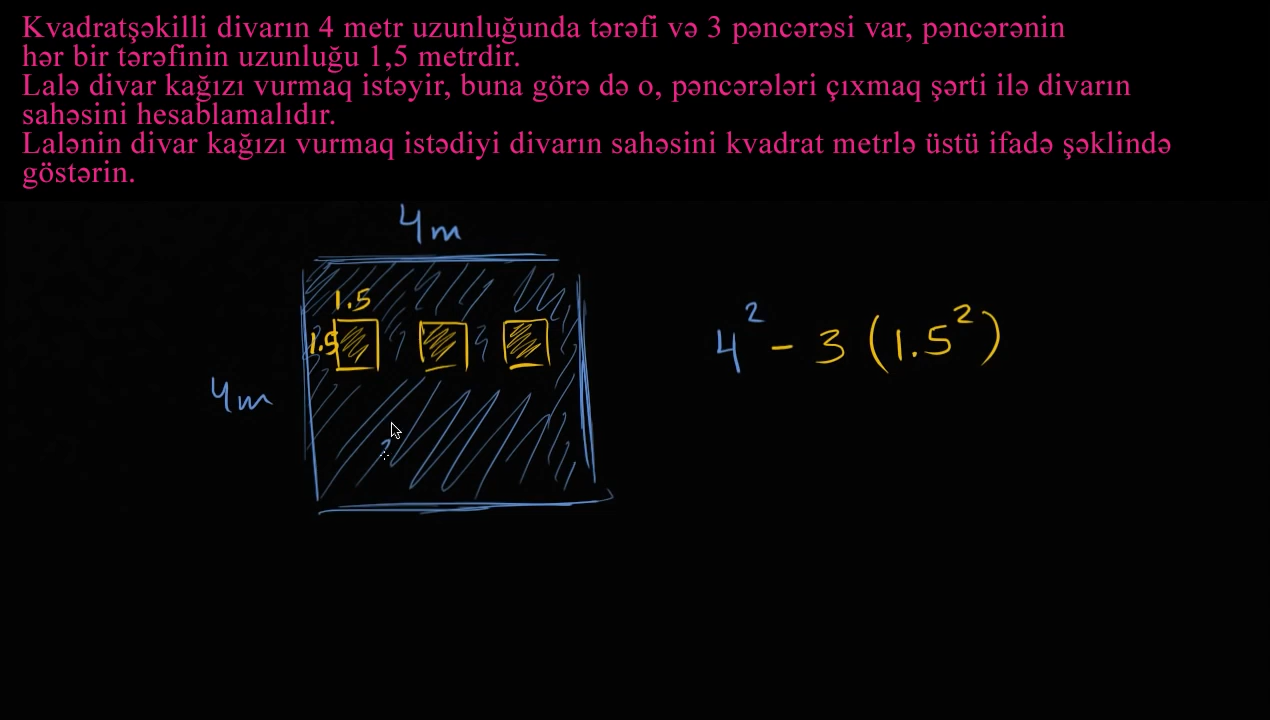 Kvadratşəkilli divarın 4 metr uzunluğunda tərəfi və 3 pəncərəsi var, pəncərənin
hər bir tərəfinin uzunluğu 1,5 metrdir.
Lalə divar kağızı vurmaq istəyir, buna görə də o, pəncərələri çıxmaq şərti ilə divarın
sahəsini hesablamalıdır.
Lalənin divar kağızı vurmaq istədiyi divarın sahəsini kvadrat metrlə üstü ifadə şəklində
göstərin.
4m
1.5
1.5
4m
4² - 3 (1.5²)